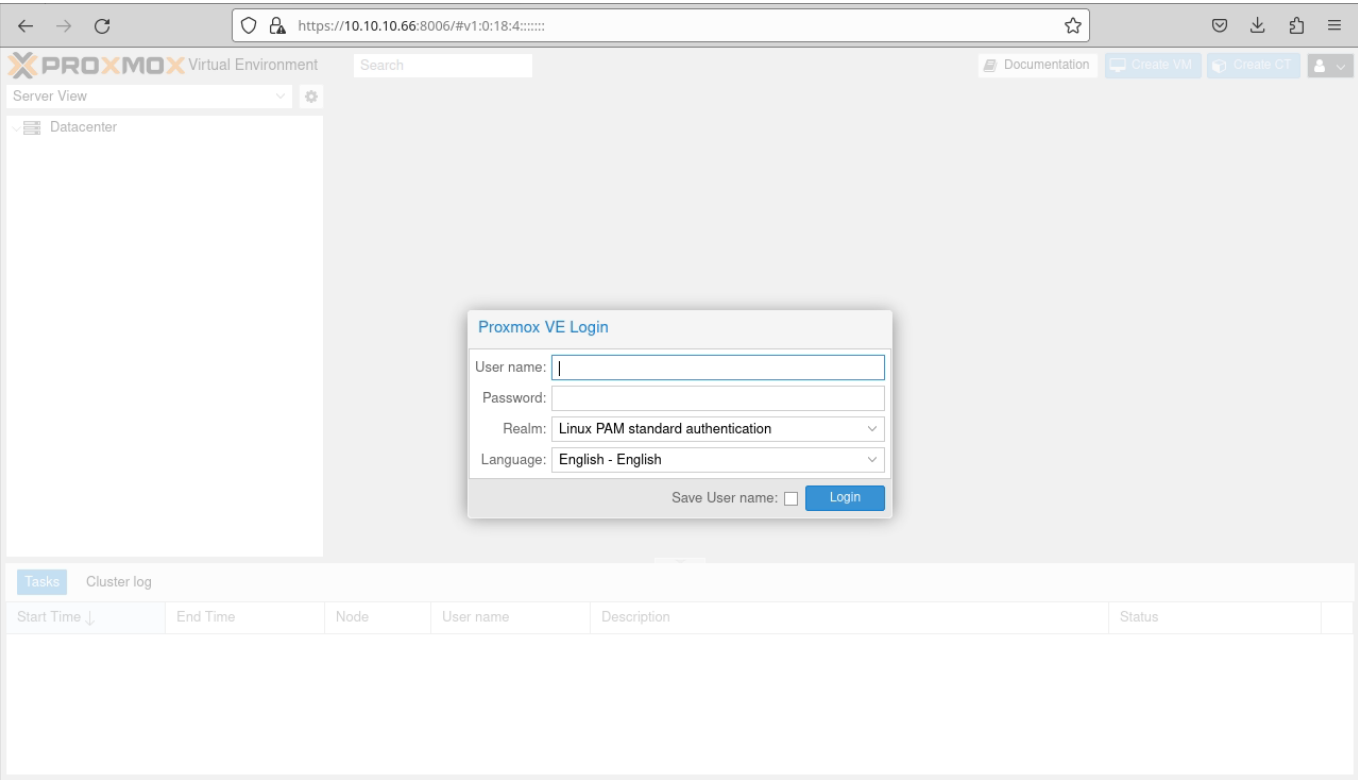 https://10.10.10.66:8006/#v1:0:18:4:::::::
PROXMOX Virtual Environment Search Documentation Create VM Create CT
Server View
Datacenter
Proxmox VE Login
User name:
Password:
Realm: Linux PAM standard authentication
Language: English - English
Save User name: Login
Tasks Cluster log
Start Time End Time Node User name Description Status